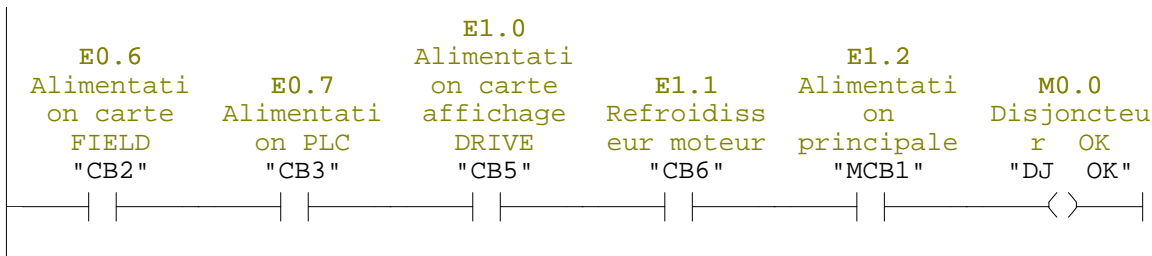 E0.6
Alimentati
on carte
FIELD
"CB2"
E0.7
Alimentati
on PLC
"CB3"
E1.0
Alimentati
on carte
affichage
DRIVE
"CB5"
E1.1
Refroidiss
eur moteur
"CB6"
E1.2
Alimentati
on
principale
"MCB1"
M0.0
Disjoncteu
r OK
"DJ OK"